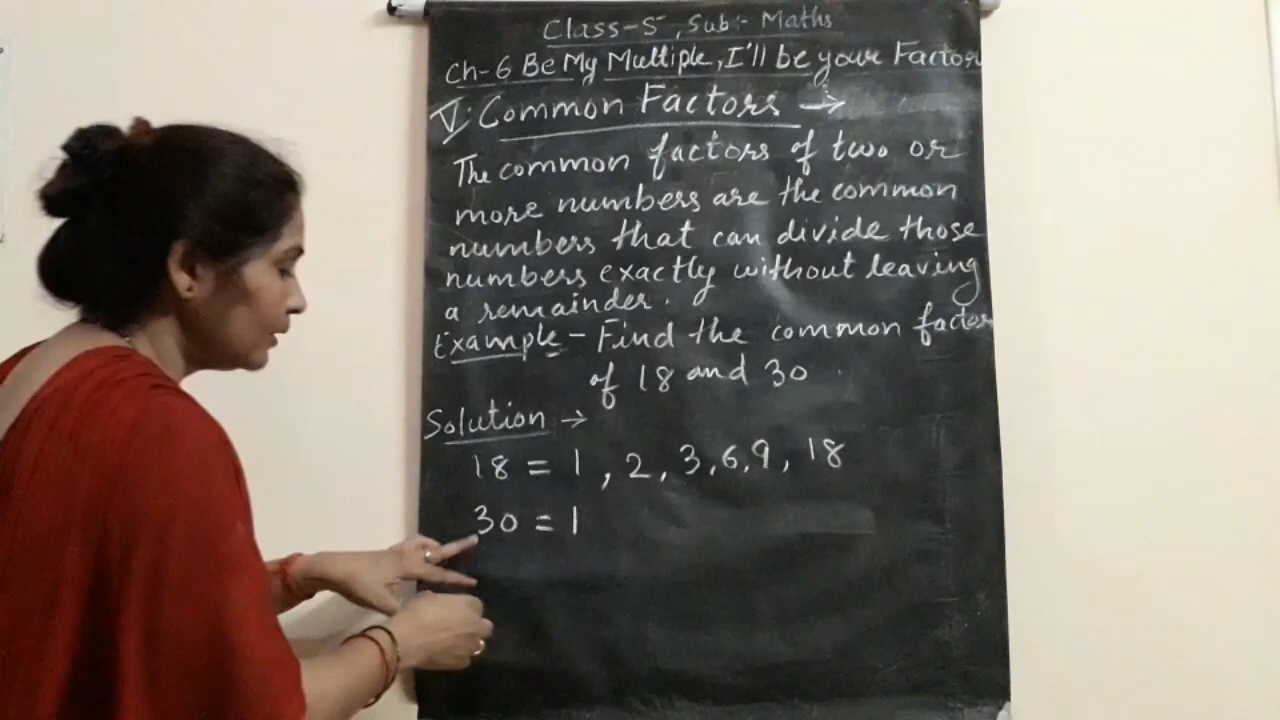 Class-5, Sub:- Maths
Ch-6 Be My Multiple, I'll be your Factor
V. Common Factors →
The common factors of two or
more numbers are the common
numbers that can divide those
numbers exactly without leaving
a remainder.
Example - Find the common factor
of 18 and 30
Solution →
18 = 1, 2, 3, 6, 9, 18
30 = 1